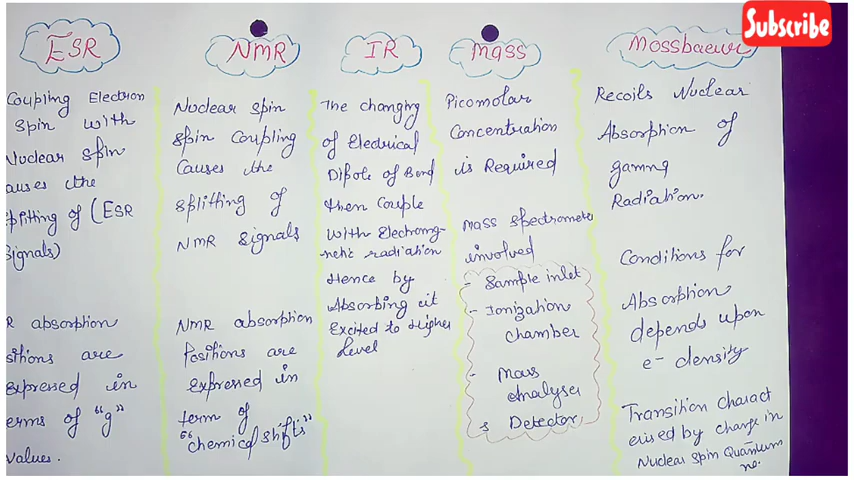 Subscribe
ESR
Coupling Electron
Spin with
Nuclear Spin
auses the
plitting of (ESR
Signals)
R absorption
sitions are
expressed in
erms of "g"
values.
NMR
Nuclear spin
spin coupling
Causes the
splitting of
NMR signals
NMR absorption
Positions are
Expressed in
term of
"chemical shifts"
IR
The changing
of Electrical
Dipole of Bond
then Couple
with Electromg-
netic radiation
Hence by
Absorbing it
Excited to Higher
level
Mass
Picomolar
Concentration
is Required
Mass spectrometer
involved
- Sample inlet
- Ionization
chamber
- Mass
analyser
s Detector
Mossbaeur
Recoils Nuclear
Absorption of
gamma
Radiation.
Conditions for
Absorption
depends upon
e- density
Transition charact
erised by change in
Nuclear spin Quantum
no.